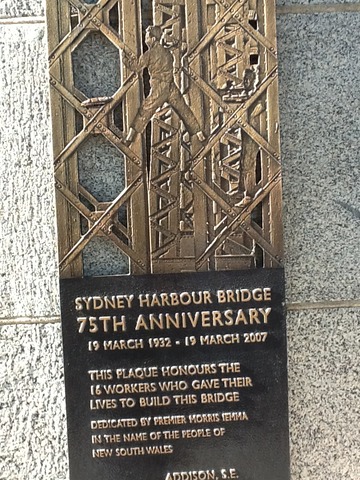 SYDNEY HARBOUR BRIDGE
75TH ANNIVERSARY
19 MARCH 1932 - 19 MARCH 2007
THIS PLAQUE HONOURS THE
16 WORKERS WHO GAVE THEIR
LIVES TO BUILD THIS BRIDGE
DEDICATED BY PREMIER MORRIS IEMMA
IN THE NAME OF THE PEOPLE OF
NEW SOUTH WALES
ADDISON, S.E.